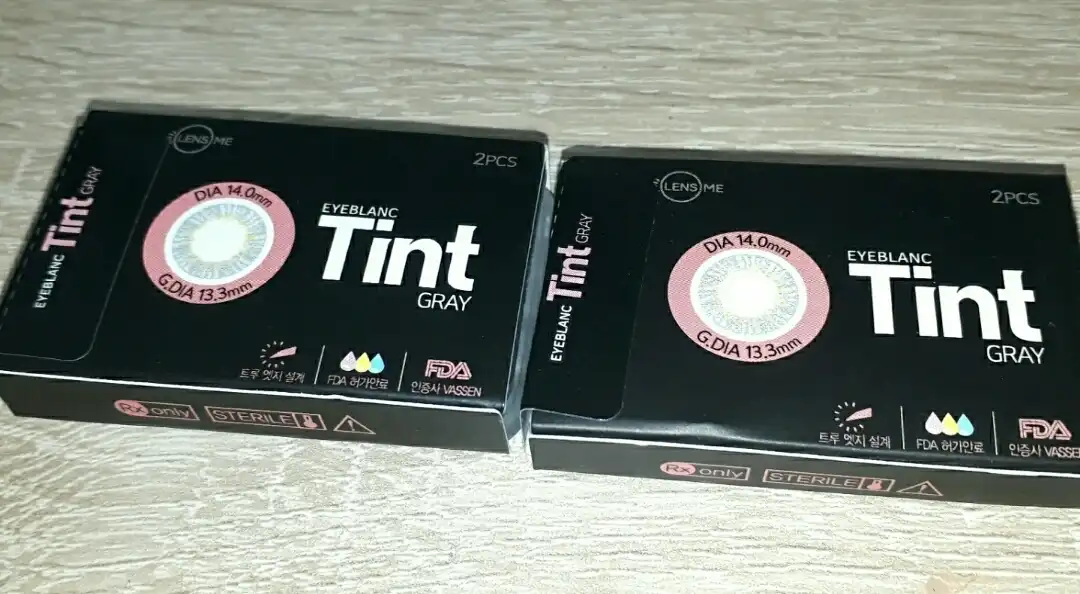 LENS ME
2PCS
EYEBLANC Tint GRAY
DIA 14.0mm
G.DIA 13.3mm
EYEBLANC
Tint
GRAY
트루 엣지 설계
FDA 허가안료
FDA
인증사 VASSEN
Rx only
STERILE
LENS ME
2PCS
EYEBLANC Tint GRAY
DIA 14.0mm
G.DIA 13.3mm
EYEBLANC
Tint
GRAY
트루 엣지 설계
FDA 허가안료
FDA
인증사 VASSE
Rx only
STERILE